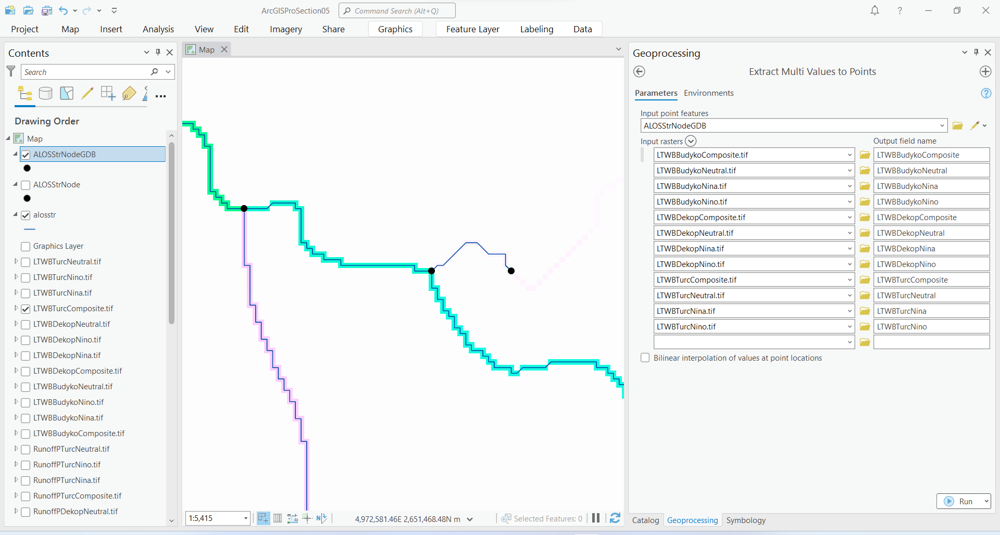 ArcGISProSection05
Command Search (Alt+Q)
?
Project
Map
Insert
Analysis
View
Edit
Imagery
Share
Graphics
Feature Layer
Labeling
Data
Contents
Search
Drawing Order
Map
ALOSStrNodeGDB
ALOSStrNode
alosstr
Graphics Layer
LTWBTurcNeutral.tif
LTWBTurcNino.tif
LTWBTurcNina.tif
LTWBTurcComposite.tif
LTWBDekopNeutral.tif
LTWBDekopNino.tif
LTWBDekopNina.tif
LTWBDekopComposite.tif
LTWBBudykoNeutral.tif
LTWBBudykoNino.tif
LTWBBudykoNina.tif
LTWBBudykoComposite.tif
RunoffPTurcNeutral.tif
RunoffPTurcNino.tif
RunoffPTurcNina.tif
RunoffPTurcComposite.tif
RunoffPDekopNeutral.tif
Map
1:5,415
N
4,972,581.46E 2,651,468.48N m
Selected Features: 0
Geoprocessing
Extract Multi Values to Points
Parameters Environments
?
Input point features
ALOSStrNodeGDB
Input rasters Output field name
LTWBBudykoComposite.tif LTWBBudykoComposite
LTWBBudykoNeutral.tif LTWBBudykoNeutral
LTWBBudykoNina.tif LTWBBudykoNina
LTWBBudykoNino.tif LTWBBudykoNino
LTWBDekopComposite.tif LTWBDekopComposite
LTWBDekopNeutral.tif LTWBDekopNeutral
LTWBDekopNina.tif LTWBDekopNina
LTWBDekopNino.tif LTWBDekopNino
LTWBTurcComposite.tif LTWBTurcComposite
LTWBTurcNeutral.tif LTWBTurcNeutral
LTWBTurcNina.tif LTWBTurcNina
LTWBTurcNino.tif LTWBTurcNino
Bilinear interpolation of values at point locations
Run
Catalog Geoprocessing Symbology